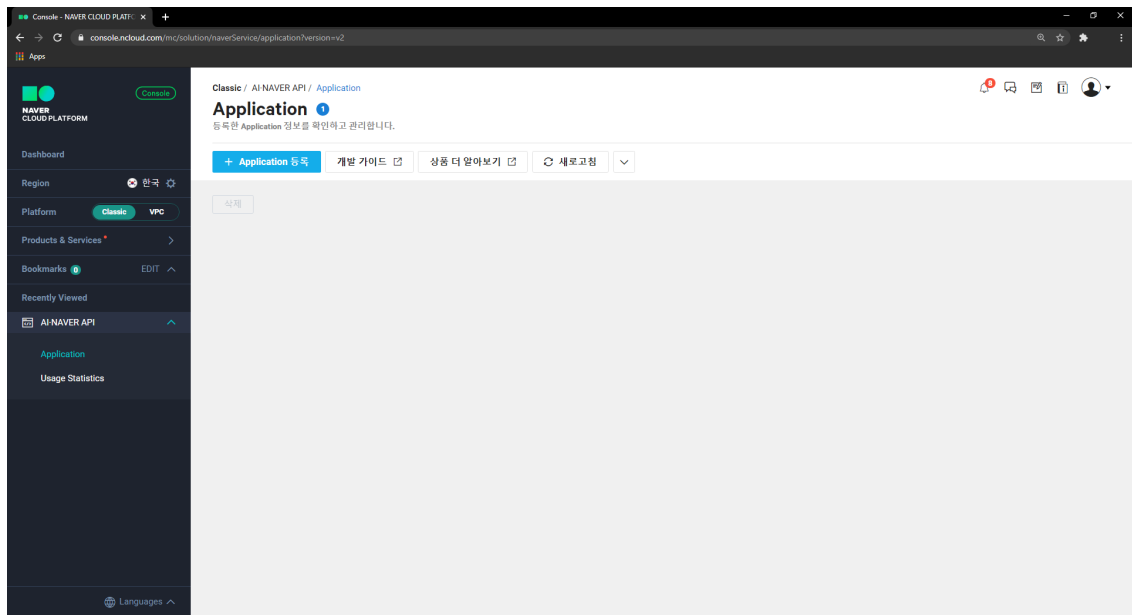 Console - NAVER CLOUD PLATFO
console.ncloud.com/mc/solution/naverService/application?version=v2
Apps
NAVER
CLOUD PLATFORM
Console
Dashboard
Region 한국
Platform Classic VPC
Products & Services
Bookmarks 0 EDIT
Recently Viewed
AI·NAVER API
Application
Usage Statistics
Languages
Classic / AI·NAVER API / Application
8
Application 1
등록한 Application 정보를 확인하고 관리합니다.
+ Application 등록 개발 가이드 상품 더 알아보기 새로고침
삭제